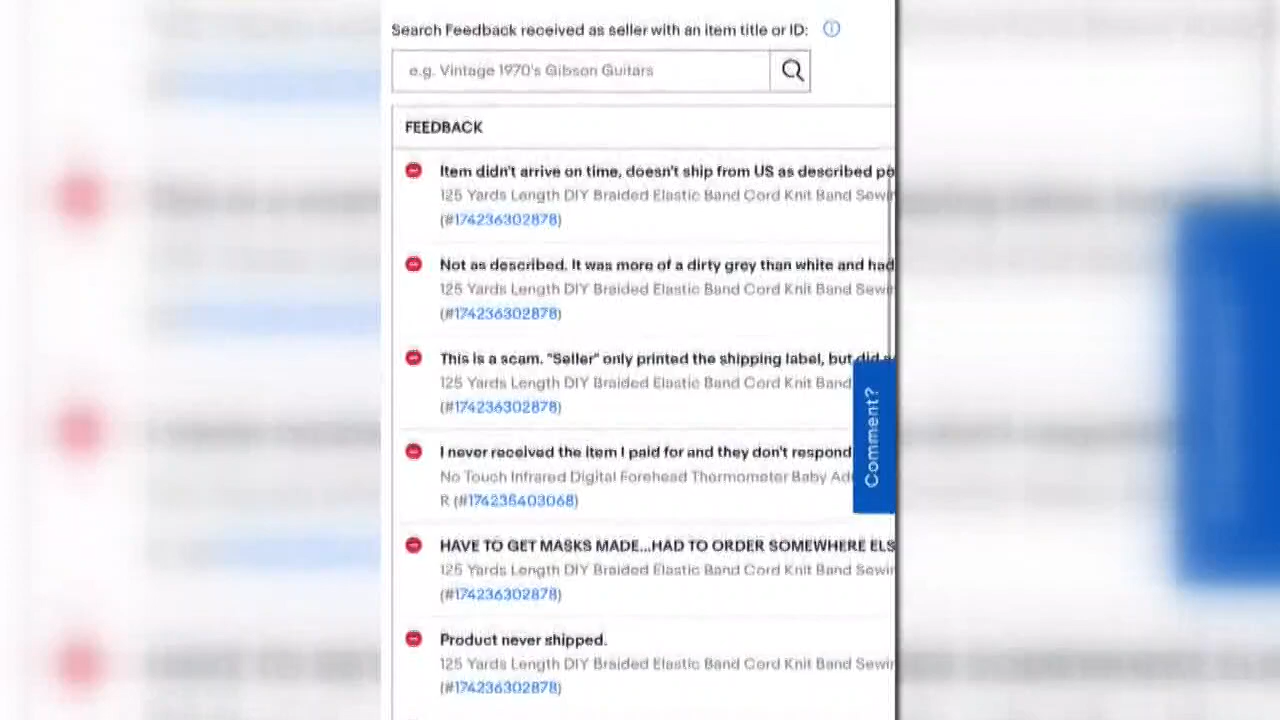 Search Feedback received as seller with an item title or ID:
e.g. Vintage 1970's Gibson Guitars
FEEDBACK
Item didn't arrive on time, doesn't ship from US as described
125 Yards Length DIY Braided Elastic Band Cord Knit Band
(#174236302878)
Not as described. It was more of a dirty grey than white and had
125 Yards Length DIY Braided Elastic Band Cord Knit Band
(#174236302878)
This is a scam. "Seller" only printed the shipping label, but did
125 Yards Length DIY Braided Elastic Band Cord Knit Band
(#174236302878)
Comment?
I never received the item I paid for and they don't respond
No Touch Infrared Digital Forehead Thermometer Baby
R (#174235403068)
HAVE TO GET MASKS MADE...HAD TO ORDER SOMEWHERE ELS
125 Yards Length DIY Braided Elastic Band Cord Knit Band
(#174236302878)
Product never shipped.
125 Yards Length DIY Braided Elastic Band Cord Knit Band
(#174236302878)